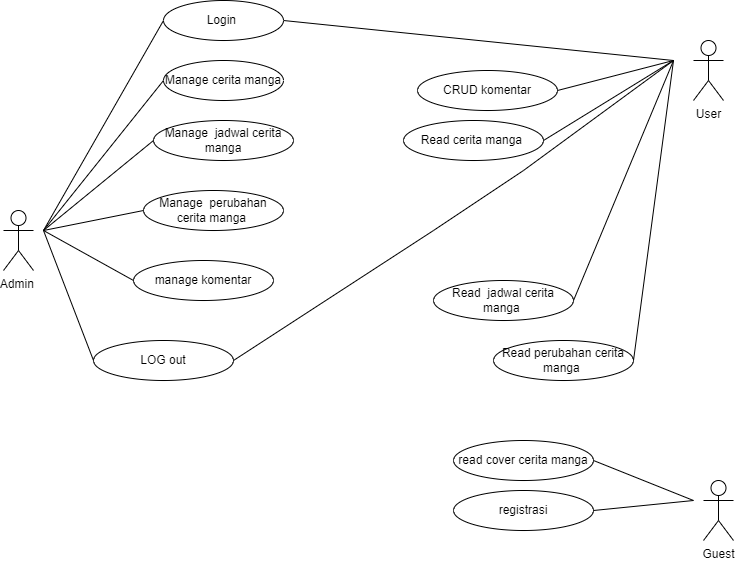 Login
Manage cerita manga
Manage  jadwal cerita
manga
Manage  perubahan
cerita manga
manage komentar
LOG out
Admin
CRUD komentar
Read cerita manga
User
Read  jadwal cerita
manga
Read perubahan cerita
manga
read cover cerita manga
registrasi
Guest